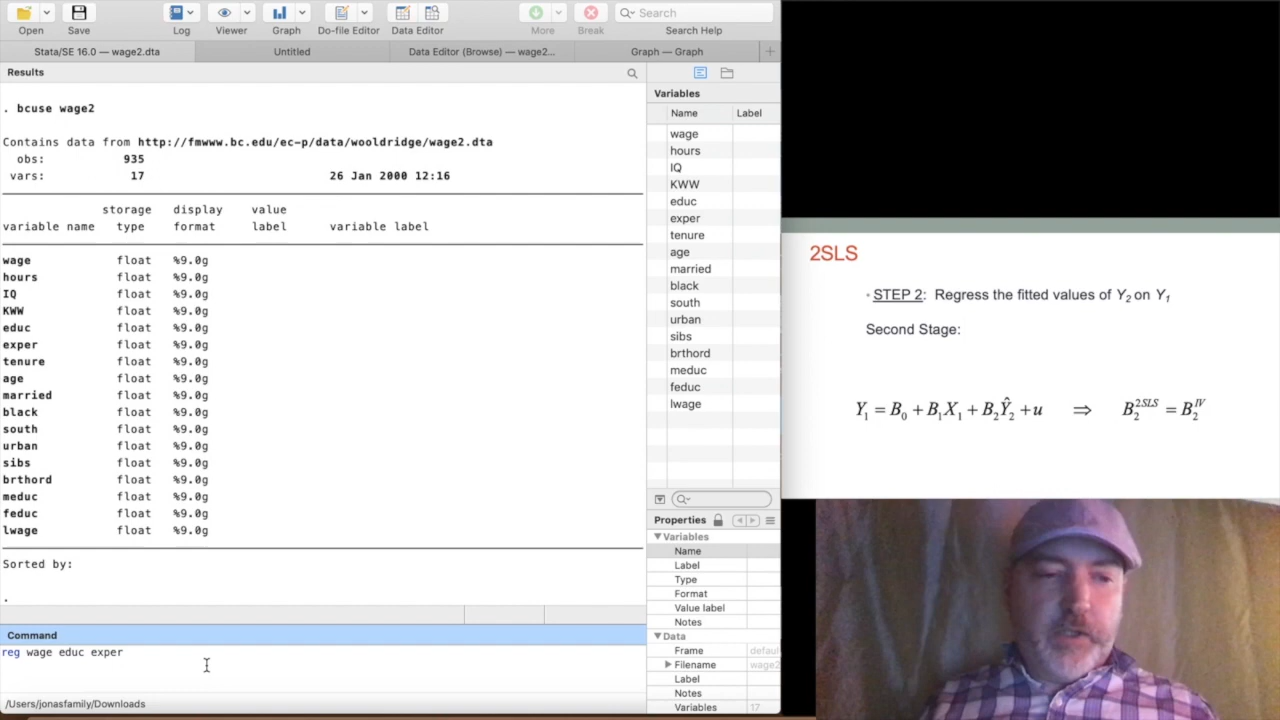 Open
Save
Log
Viewer
Graph
Do-file Editor
Data Editor
More
Break
Search
Search Help
Stata/SE 16.0 — wage2.dta
Untitled
Data Editor (Browse) — wage2...
Graph — Graph
Results
. bcuse wage2
Contains data from http://fmwww.bc.edu/ec-p/data/wooldridge/wage2.dta
obs: 935
vars: 17 26 Jan 2000 12:16
storage display value
variable name type format label variable label
wage float %9.0g
hours float %9.0g
IQ float %9.0g
KWW float %9.0g
educ float %9.0g
exper float %9.0g
tenure float %9.0g
age float %9.0g
married float %9.0g
black float %9.0g
south float %9.0g
urban float %9.0g
sibs float %9.0g
brthord float %9.0g
meduc float %9.0g
feduc float %9.0g
lwage float %9.0g
Sorted by:
.
Command
reg wage educ exper
/Users/jonasfamily/Downloads
Variables
Name Label
wage
hours
IQ
KWW
educ
exper
tenure
age
married
black
south
urban
sibs
brthord
meduc
feduc
lwage
Properties
Variables
Name
Label
Type
Format
Value label
Notes
Data
Frame defaul
Filename wage2
Label
Notes
Variables 17
2SLS
• STEP 2: Regress the fitted values of Y₂ on Y₁
Second Stage:
Y₁ = B₀ + B₁X₁ + B₂Ŷ₂ + u ⇒ B₂^2SLS = B₂^IV